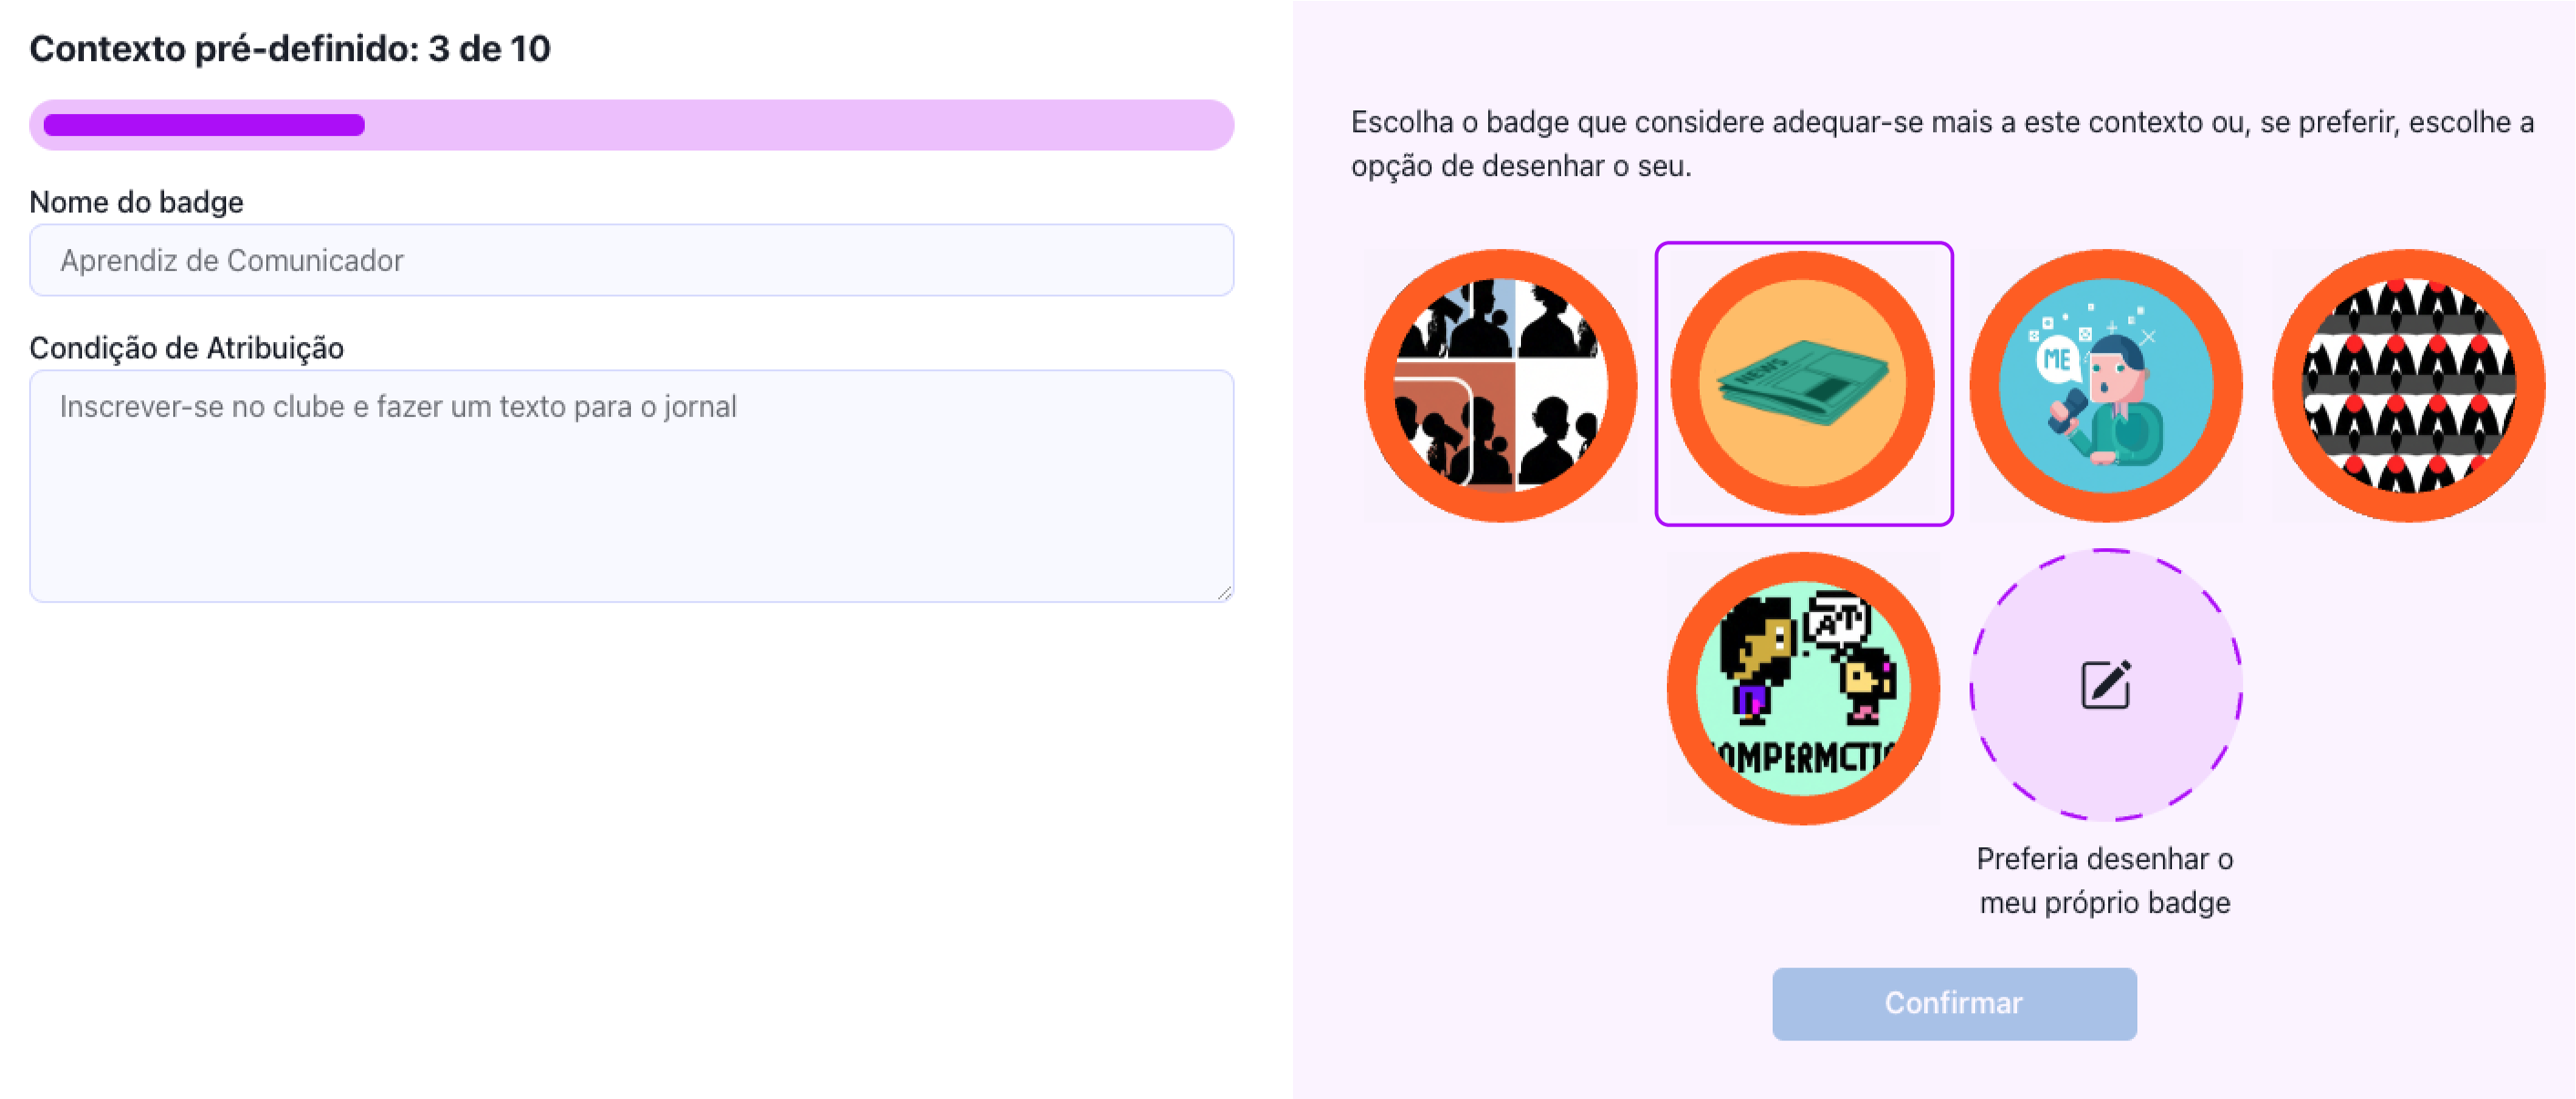 Contexto pré-definido: 3 de 10
Nome do badge
Aprendiz de Comunicador
Condição de Atribuição
Inscrever-se no clube e fazer um texto para o jornal
Escolha o badge que considere adequar-se mais a este contexto ou, se preferir, escolhe a
opção de desenhar o seu.
NEWS
ME
AT'
OMPERMCTI
Preferia desenhar o
meu próprio badge
Confirmar